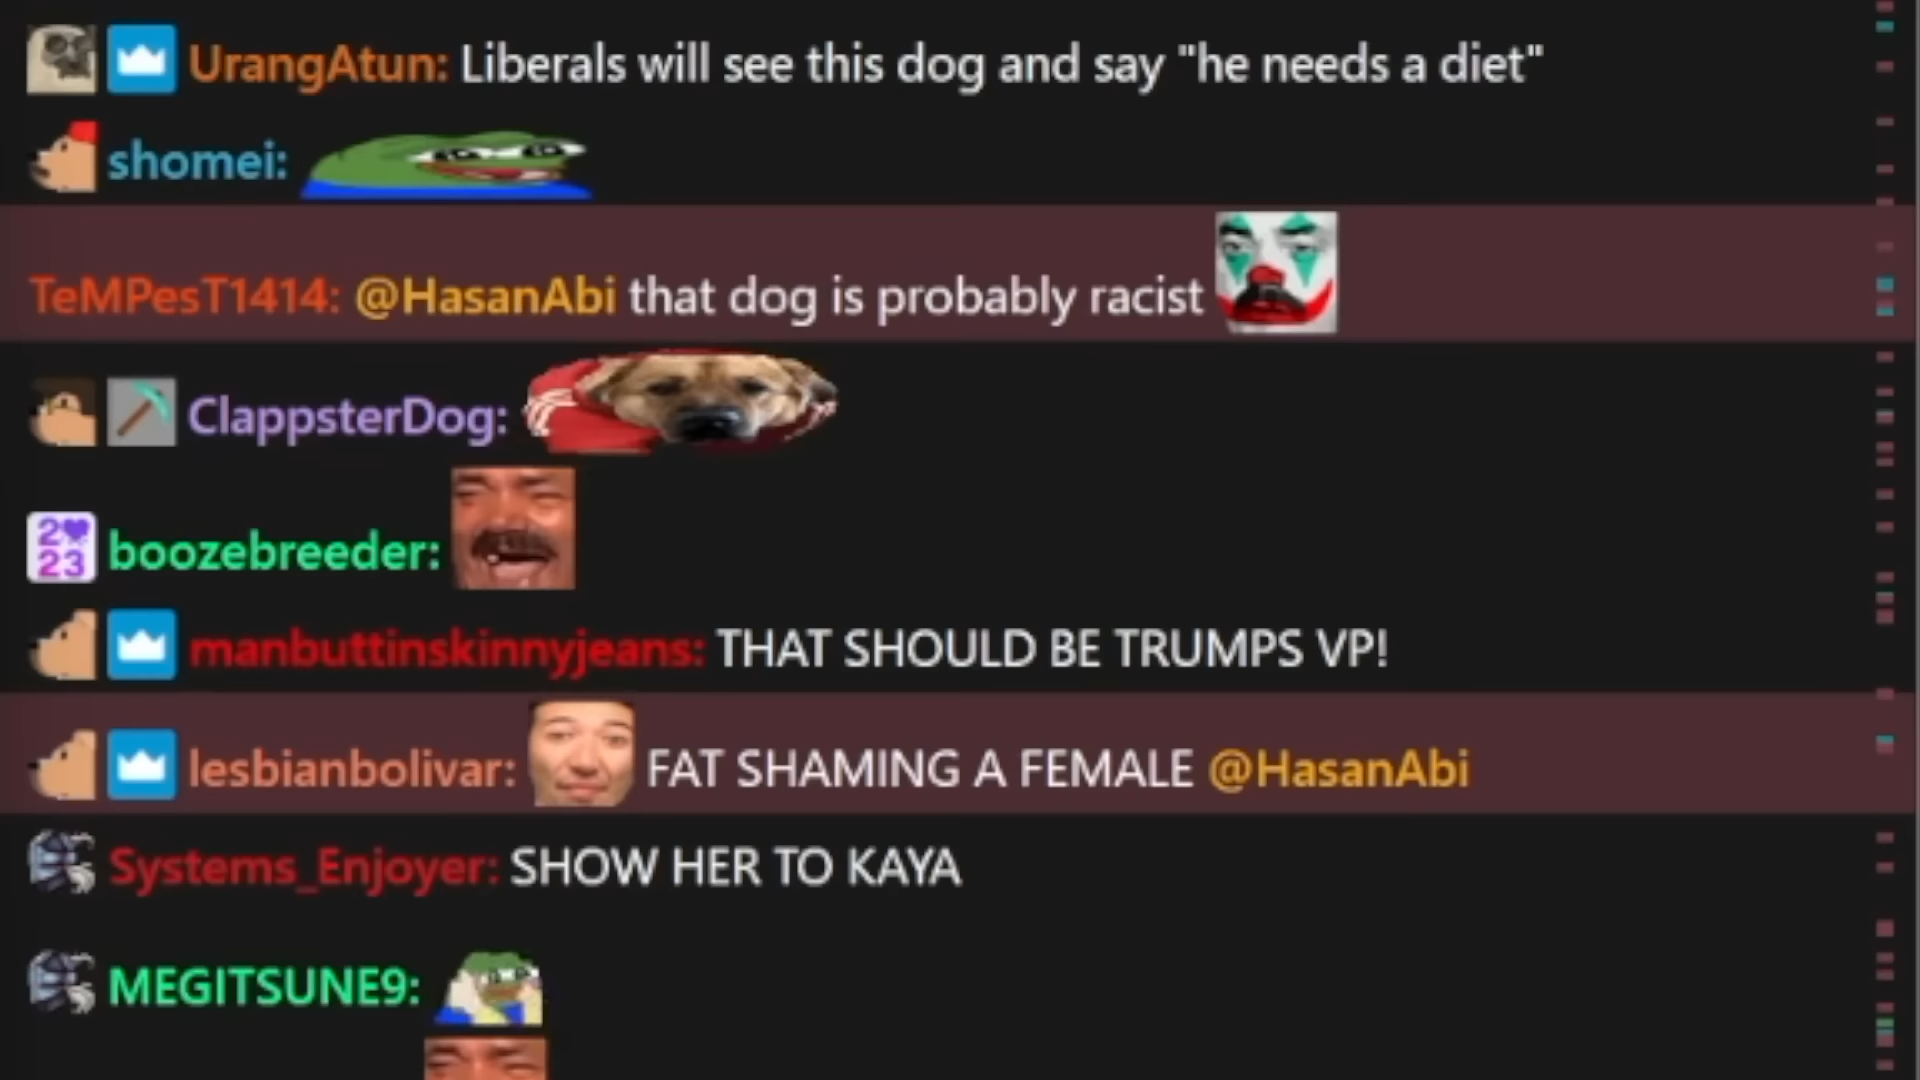 UrangAtun: Liberals will see this dog and say "he needs a diet"
shomei:
TeMPesT1414: @HasanAbi that dog is probably racist
ClappsterDog:
2 23 boozebreeder:
manbuttinskinnyjeans: THAT SHOULD BE TRUMPS VP!
lesbianbolivar: FAT SHAMING A FEMALE @HasanAbi
Systems_Enjoyer: SHOW HER TO KAYA
MEGITSUNE9: